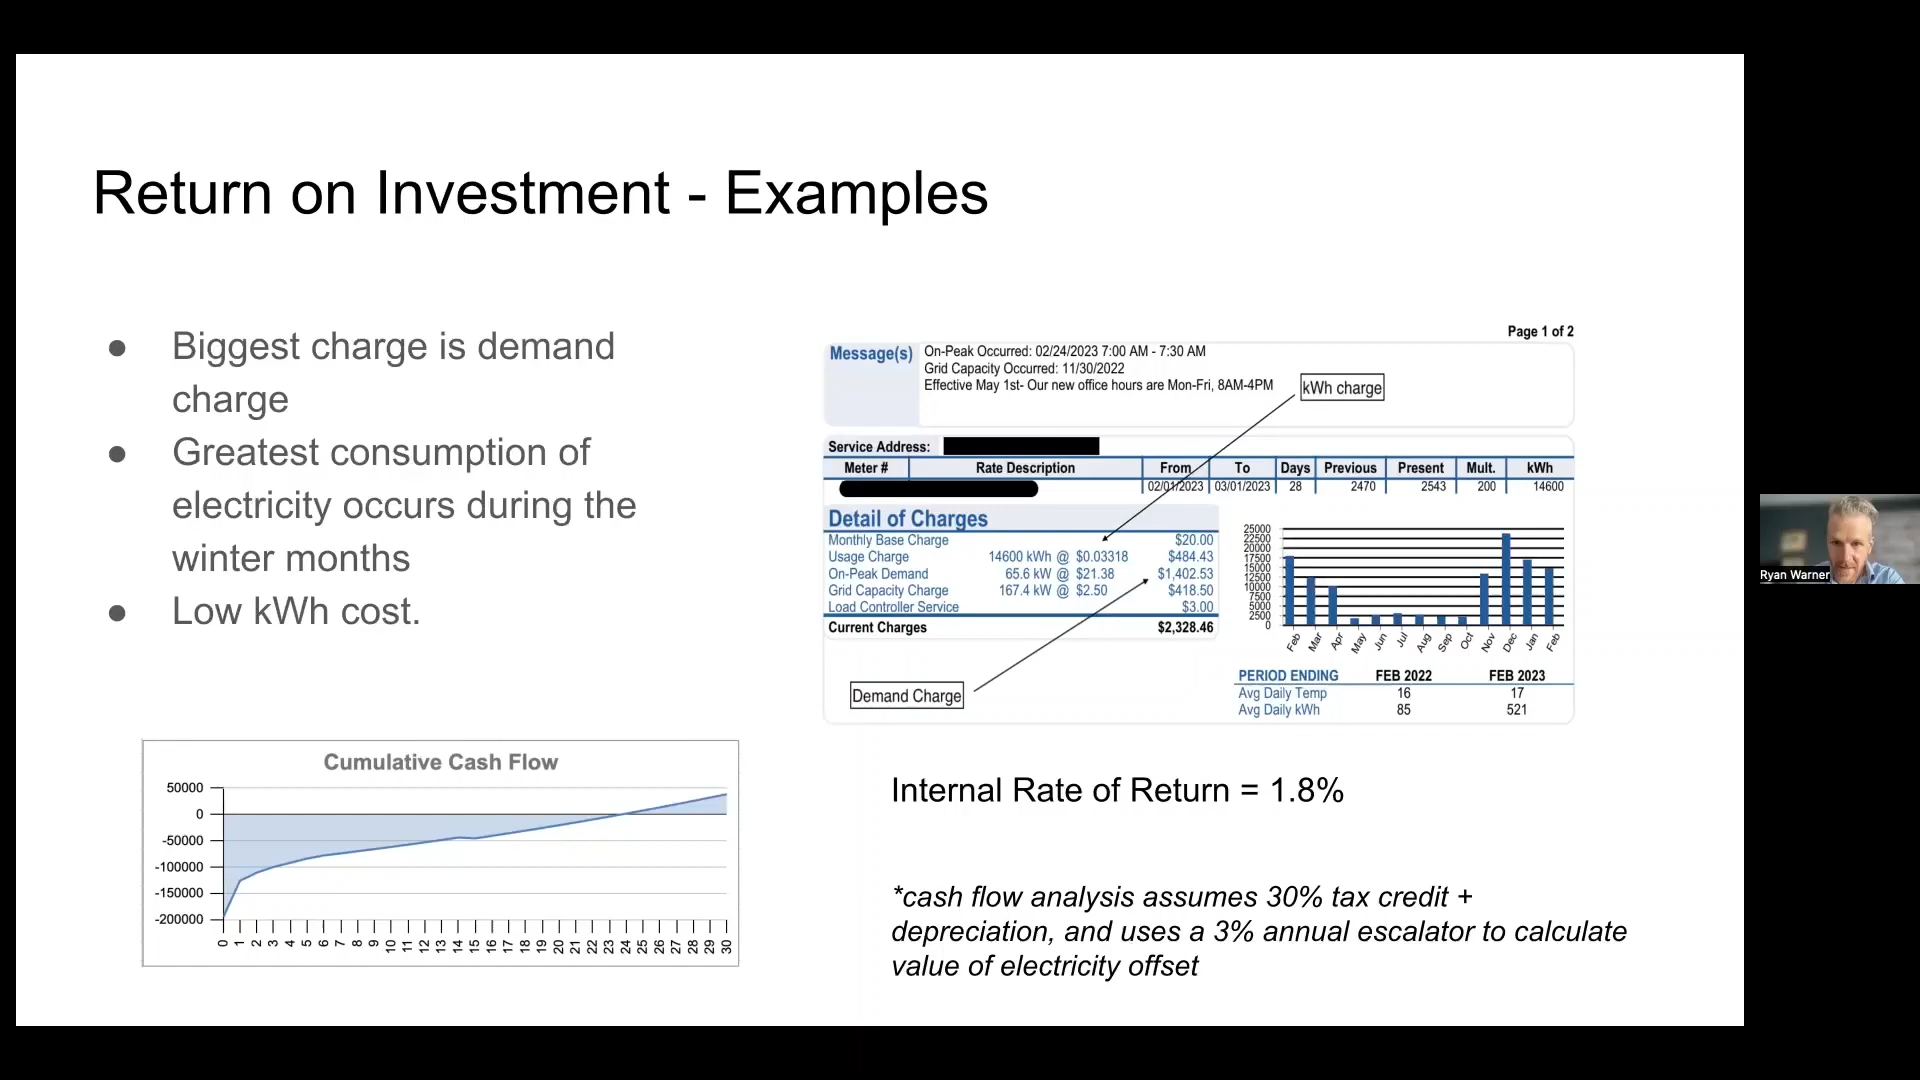 Return on Investment - Examples
● Biggest charge is demand
charge
● Greatest consumption of
electricity occurs during the
winter months
● Low kWh cost.
Page 1 of 2
Message(s)
On-Peak Occurred: 02/24/2023 7:00 AM - 7:30 AM
Grid Capacity Occurred: 11/30/2022
Effective May 1st- Our new office hours are Mon-Fri, 8AM-4PM
kWh charge
Service Address:
Meter # Rate Description From To Days Previous Present Mult. kWh
02/01/2023 03/01/2023 28 2470 2543 200 14600
Detail of Charges
Monthly Base Charge $20.00
Usage Charge 14600 kWh @ $0.03318 $484.43
On-Peak Demand 65.6 kW @ $21.38 $1,402.53
Grid Capacity Charge 167.4 kW @ $2.50 $418.50
Load Controller Service $3.00
Current Charges $2,328.46
Demand Charge
25000
22500
20000
17500
15000
12500
10000
7500
5000
2500
0
Feb Mar Apr May Jun Jul Aug Sep Oct Nov Dec Jan Feb
PERIOD ENDING FEB 2022 FEB 2023
Avg Daily Temp 16 17
Avg Daily kWh 85 521
Cumulative Cash Flow
50000
0
-50000
-100000
-150000
-200000
0 1 2 3 4 5 6 7 8 9 10 11 12 13 14 15 16 17 18 19 20 21 22 23 24 25 26 27 28 29 30
Internal Rate of Return = 1.8%
*cash flow analysis assumes 30% tax credit +
depreciation, and uses a 3% annual escalator to calculate
value of electricity offset
Ryan Warner